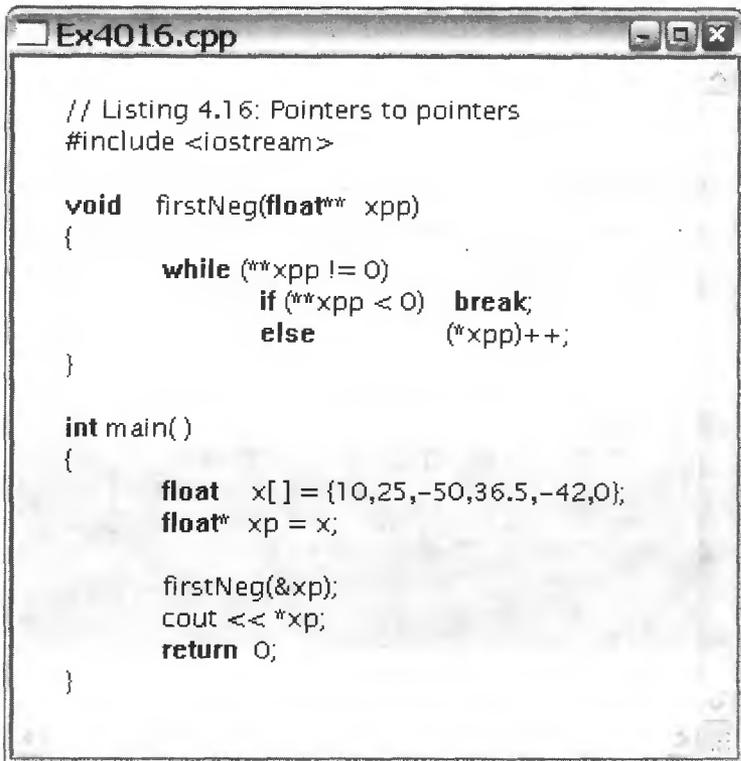 Ex4016.cpp
// Listing 4.16: Pointers to pointers
#include <iostream>
void firstNeg(float** xpp)
{
while (**xpp != 0)
if (**xpp < 0) break;
else (*xpp)++;
}
int main( )
{
float x[ ] = {10,25,–50,36.5,–42,0};
float* xp = x;
firstNeg(&xp);
cout << *xp;
return 0;
}